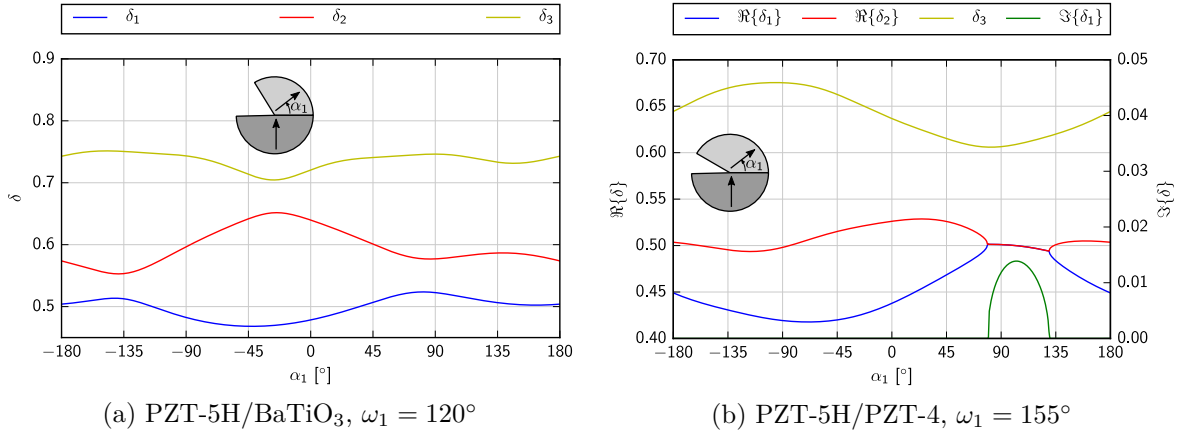 δ₁ δ₂ δ₃
0.9
0.8
0.7
0.6
0.5
δ
α₁
−180 −135 −90 −45 0 45 90 135 180
α₁ [°]
(a) PZT-5H/BaTiO₃, ω₁ = 120°
ℜ{δ₁} ℜ{δ₂} δ₃ ℑ{δ₁}
0.70
0.65
0.60
0.55
0.50
0.45
0.40
ℜ{δ}
α₁
0.05
0.04
0.03
0.02
0.01
0.00
ℑ{δ}
−180 −135 −90 −45 0 45 90 135 180
α₁ [°]
(b) PZT-5H/PZT-4, ω₁ = 155°